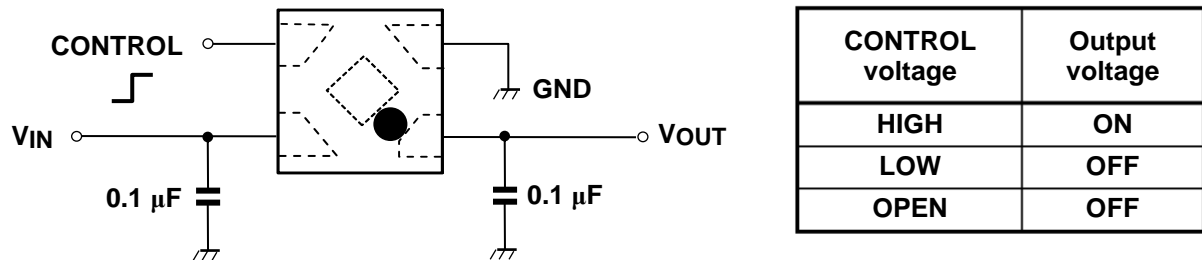 CONTROL
GND
VIN
VOUT
0.1 μF
0.1 μF
CONTROL voltage Output voltage
HIGH ON
LOW OFF
OPEN OFF